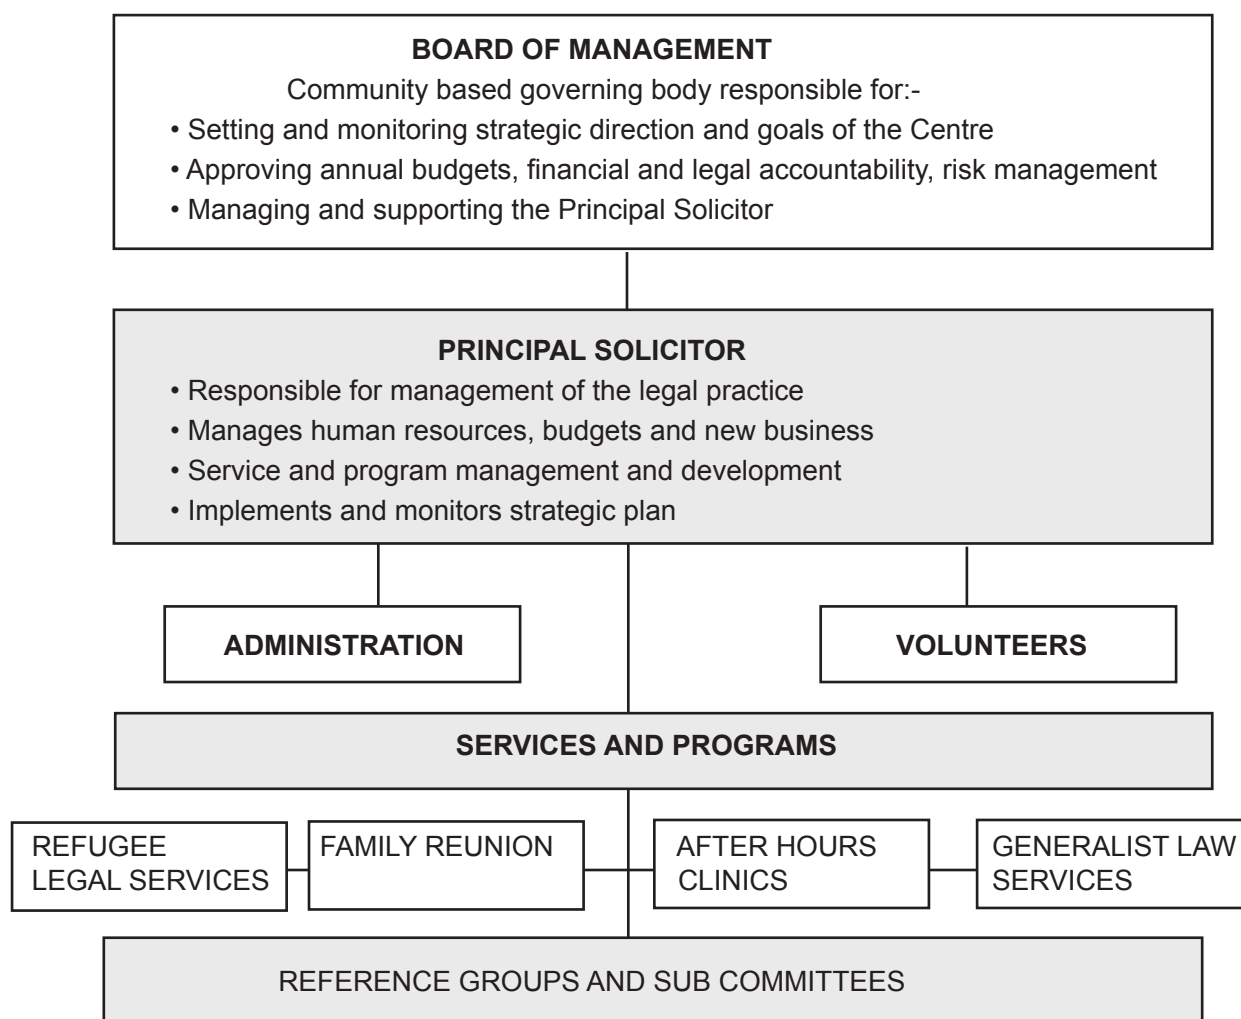 BOARD OF MANAGEMENT
Community based governing body responsible for:-
• Setting and monitoring strategic direction and goals of the Centre
• Approving annual budgets, financial and legal accountability, risk management
• Managing and supporting the Principal Solicitor
PRINCIPAL SOLICITOR
• Responsible for management of the legal practice
• Manages human resources, budgets and new business
• Service and program management and development
• Implements and monitors strategic plan
ADMINISTRATION
VOLUNTEERS
SERVICES AND PROGRAMS
REFUGEE
LEGAL SERVICES
FAMILY REUNION
AFTER HOURS
CLINICS
GENERALIST LAW
SERVICES
REFERENCE GROUPS AND SUB COMMITTEES